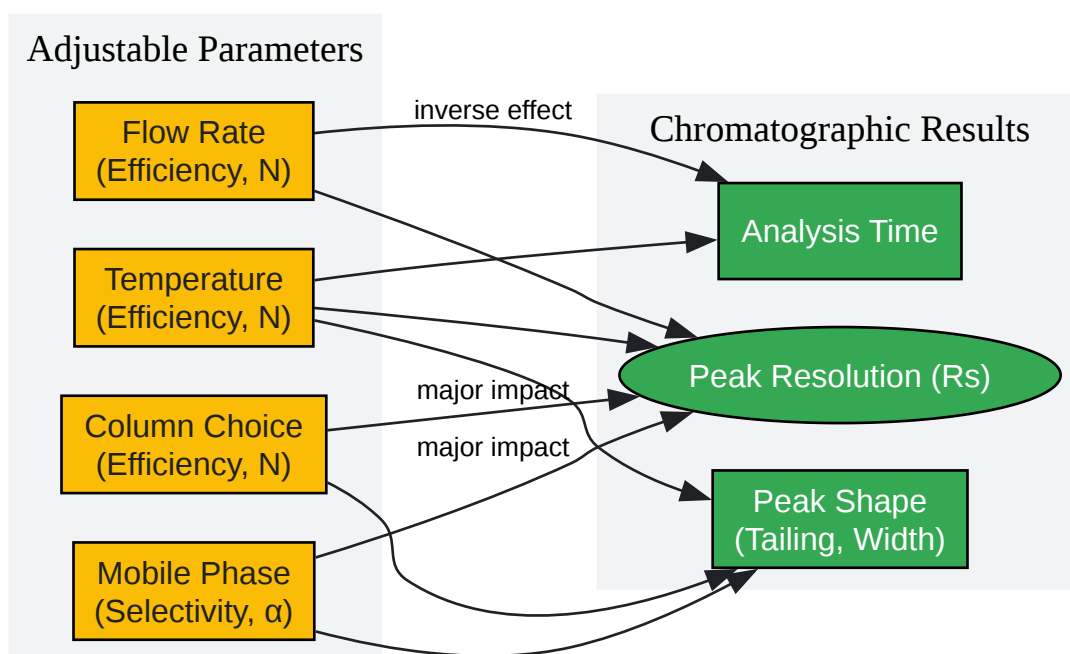 Adjustable Parameters
Flow Rate
(Efficiency, N)
Temperature
(Efficiency, N)
Column Choice
(Efficiency, N)
Mobile Phase
(Selectivity, α)
inverse effect
major impact
major impact
Chromatographic Results
Analysis Time
Peak Resolution (Rs)
Peak Shape
(Tailing, Width)